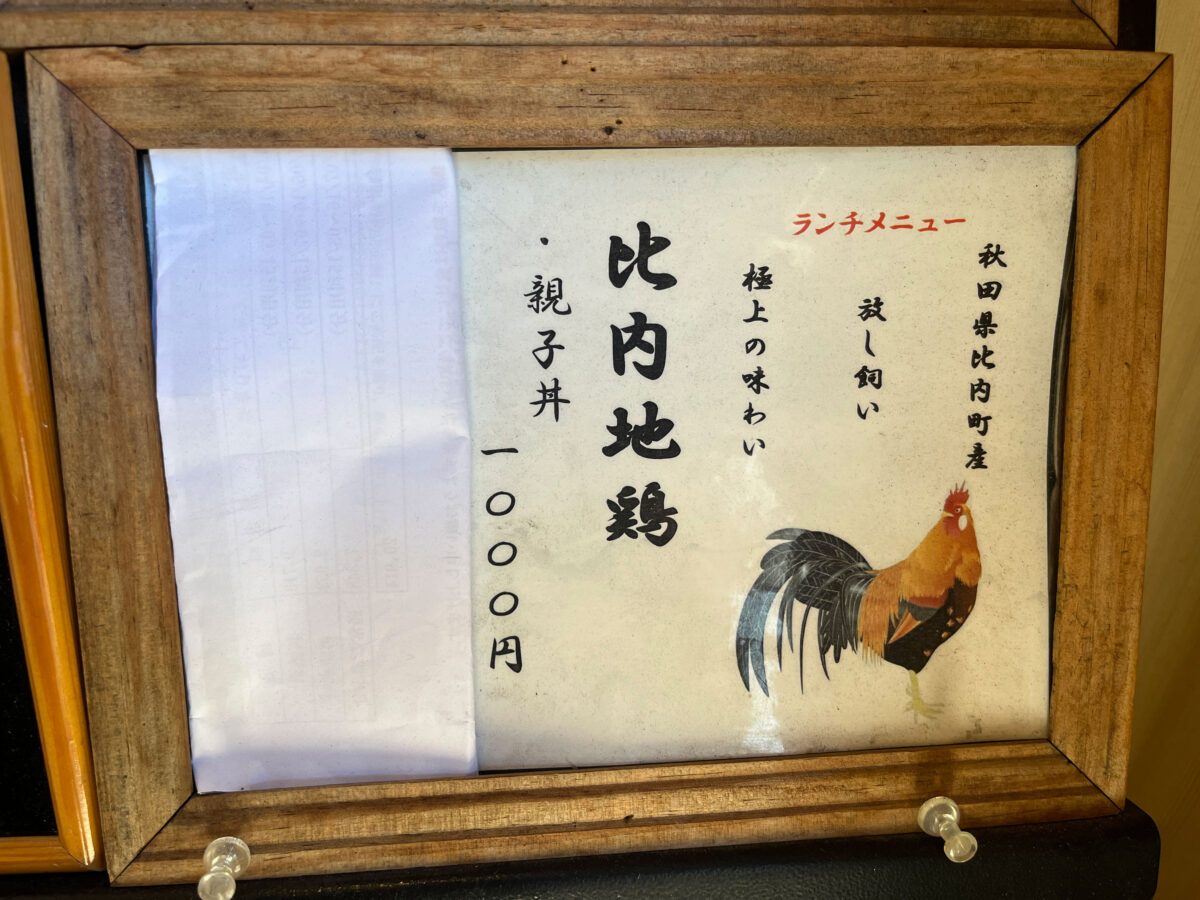 ランチメニュー
秋田県比内町産
放し飼い
極上の味わい
比内地鶏
・親子丼
一〇〇〇円